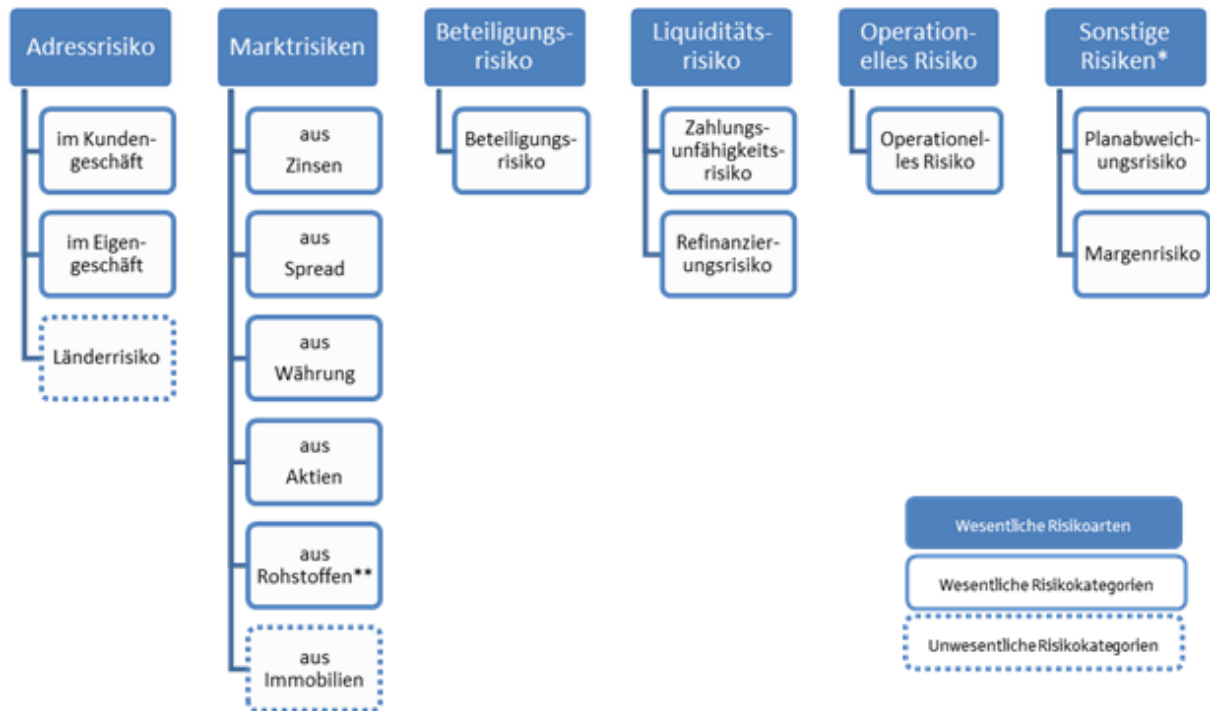 Adressrisiko
im Kunden-
geschäft
im Eigen-
geschäft
Länderrisiko
Marktrisiken
aus
Zinsen
aus
Spread
aus
Währung
aus
Aktien
aus
Rohstoffen**
aus
Immobilien
Beteiligungs-
risiko
Beteiligungs-
risiko
Liquiditäts-
risiko
Zahlungs-
unfähigkeits-
risiko
Refinanzier-
ungsrisiko
Operation-
elles Risiko
Operationel-
les Risiko
Sonstige
Risiken*
Planabweich-
ungsrisiko
Margenrisiko
Wesentliche Risikoarten
Wesentliche Risikokategorien
Unwesentliche Risikokategorien